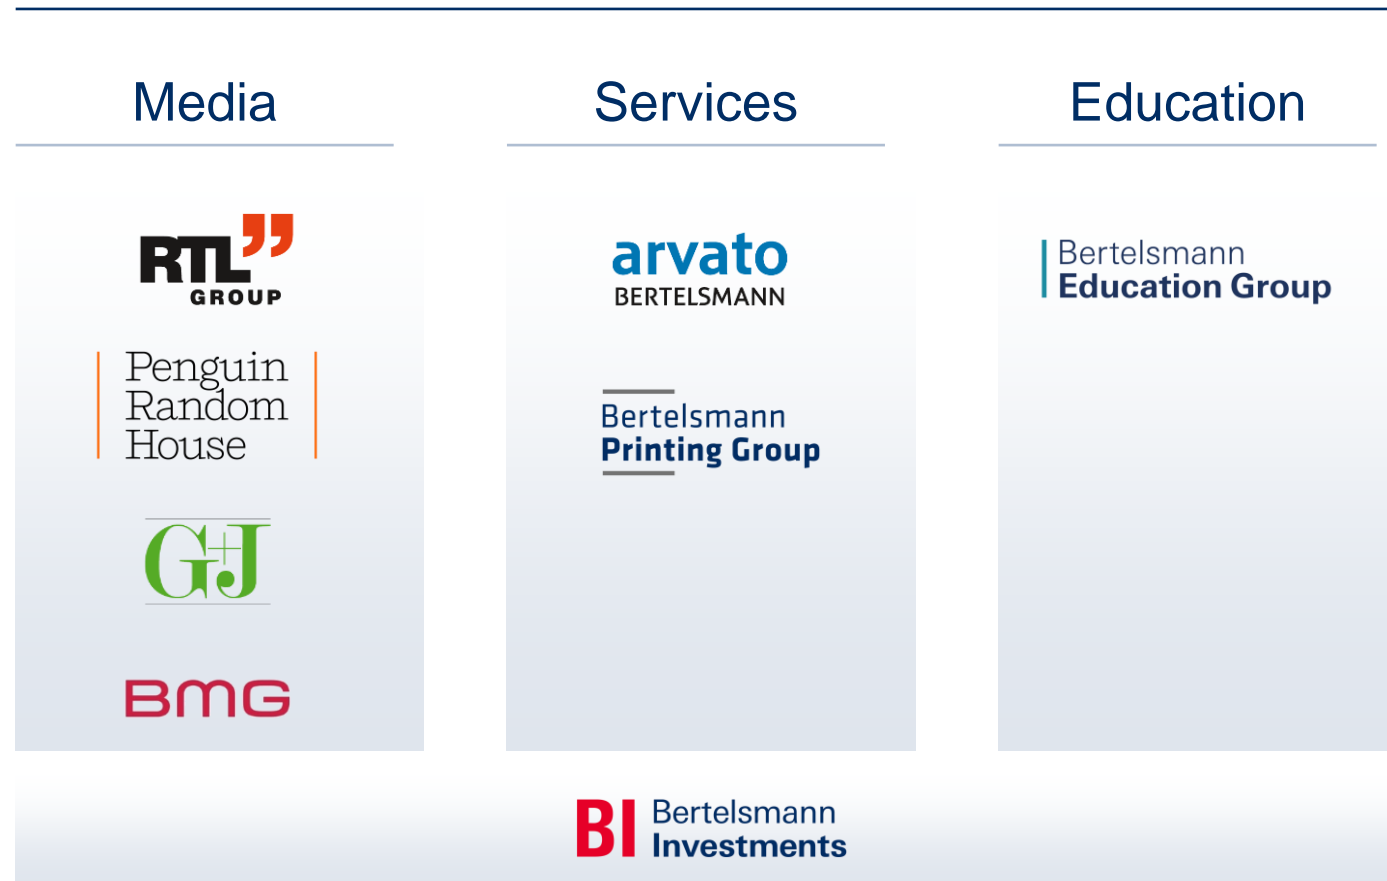 Media
RTL
GROUP
Penguin
Random
House
G+J
BMG
Services
arvato
BERTELSMANN
Bertelsmann
Printing Group
Education
Bertelsmann
Education Group
BI
Bertelsmann
Investments